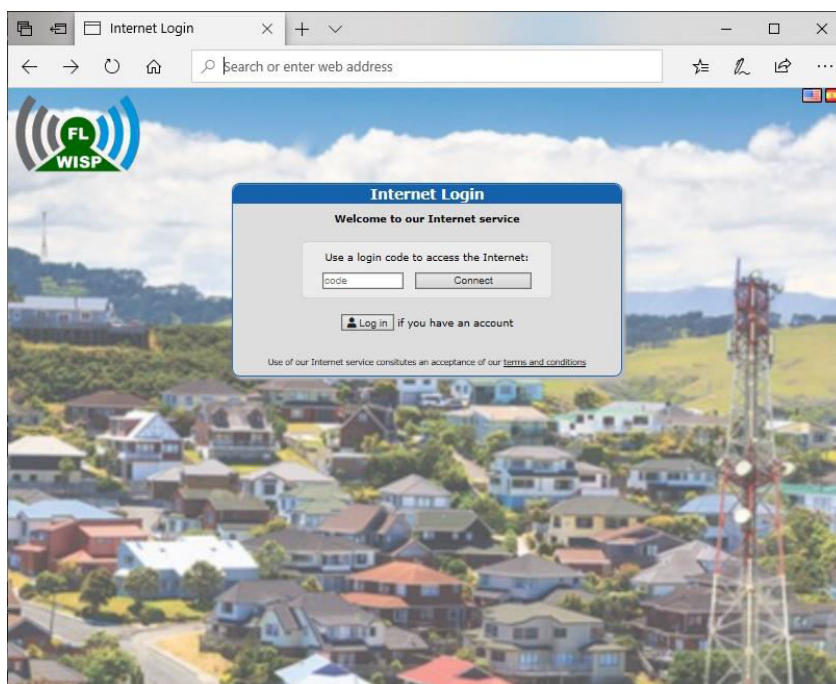 Internet Login
Search or enter web address
FL
WISP
Internet Login
Welcome to our Internet service
Use a login code to access the Internet:
code
Connect
Log in if you have an account
Use of our Internet service consitutes an acceptance of our terms and conditions